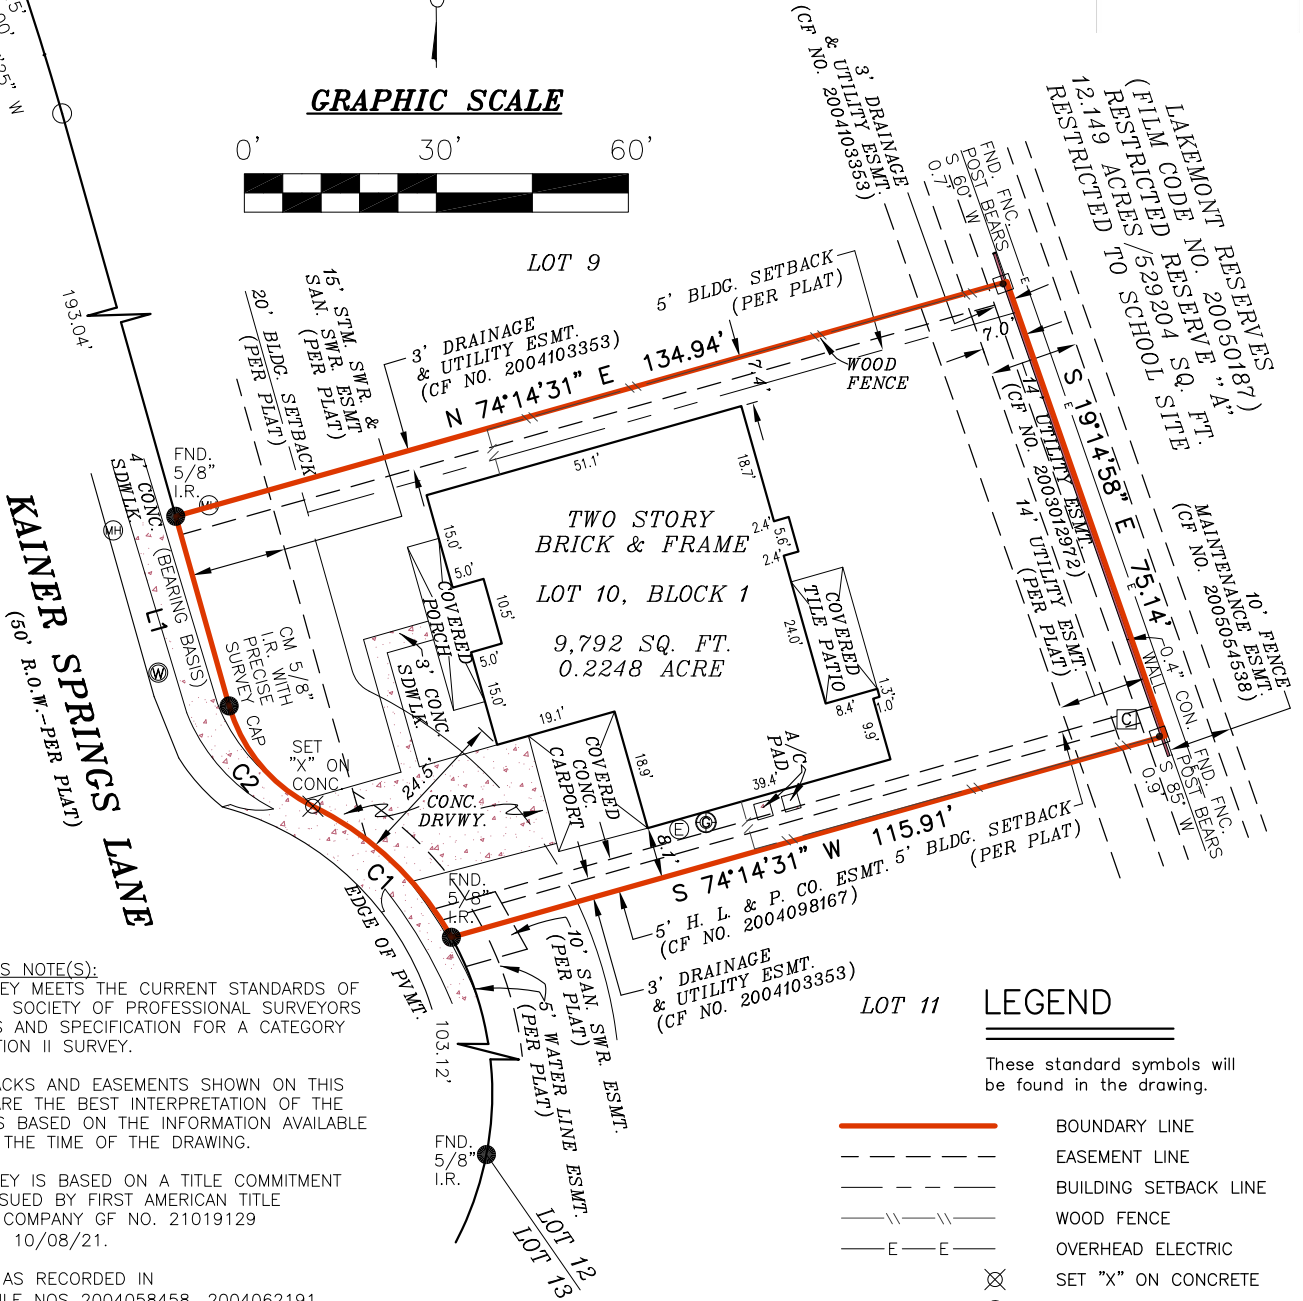 GRAPHIC SCALE
0' 30' 60'
LOT 9
193.04'
3' DRAINAGE
& UTILITY ESMT.
(CF NO. 2004103353)
FND. FNC.
POST BEARS
S 60° W
0.7'
LAKEMONT RESERVES
(FILM CODE NO. 20050187)
RESTRICTED RESERVE "A"
12.149 ACRES/529204 SQ. FT.
RESTRICTED TO SCHOOL SITE
5' BLDG. SETBACK
(PER PLAT)
15' STM. SWR. &
SAN. SWR. ESMT
(PER PLAT)
20' BLDG. SETBACK
(PER PLAT)
3' DRAINAGE
& UTILITY ESMT.
(CF NO. 2004103353)
N 74°14'31" E 134.94'
7.4'
WOOD
FENCE
7.0'
S 19°14'58" E 75.14'
14' UTILITY ESMT.
(CF NO. 2003012972)
14' UTILITY ESMT.
(PER PLAT)
10' FENCE
MAINTENANCE ESMT.
(CF NO. 2005054538)
FND.
5/8"
I.R.
4' CONC.
SDWLK.
MH
L1
(BEARING BASIS)
W
KAINER SPRINGS LANE
(50' R.O.W.-PER PLAT)
CM 5/8"
I.R. WITH
PRECISE
SURVEY CAP
C2
SET
"X" ON
CONC.
51.1'
18.7'
2.4'
5.6'
2.4'
24.0'
15.0'
5.0'
10.5'
5.0'
15.0'
19.1'
18.9'
39.4'
9.9'
8.4'
1.3'
TWO STORY
BRICK & FRAME
LOT 10, BLOCK 1
9,792 SQ. FT.
0.2248 ACRE
COVERED
PORCH
COVERED
TILE PATIO
3' CONC.
SDWLK.
COVERED
CONC.
CARPORT
24.5'
CONC.
DRVWY.
A/C
PAD
C
0.4" CON.
WALL
FND. FNC.
POST BEARS
S 85° W
0.9'
E
G
8.1'
C1
EDGE OF PVMT.
FND.
5/8"
I.R.
S 74°14'31" W 115.91'
5' BLDG. SETBACK
(PER PLAT)
5' H. L. & P. CO. ESMT.
(CF NO. 2004098167)
3' DRAINAGE
& UTILITY ESMT.
(CF NO. 2004103353)
10' SAN. SWR. ESMT.
(PER PLAT)
5' WATER LINE ESMT.
(PER PLAT)
103.12'
FND.
5/8"
I.R.
LOT 12
LOT 13
LOT 11
S NOTE(S):
EY MEETS THE CURRENT STANDARDS OF
SOCIETY OF PROFESSIONAL SURVEYORS
S AND SPECIFICATION FOR A CATEGORY
TION II SURVEY.
ACKS AND EASEMENTS SHOWN ON THIS
ARE THE BEST INTERPRETATION OF THE
S BASED ON THE INFORMATION AVAILABLE
THE TIME OF THE DRAWING.
EY IS BASED ON A TITLE COMMITMENT
SUED BY FIRST AMERICAN TITLE
COMPANY GF NO. 21019129
10/08/21.
AS RECORDED IN
NOS 2004058458, 2004062191
LEGEND
These standard symbols will
be found in the drawing.
BOUNDARY LINE
EASEMENT LINE
BUILDING SETBACK LINE
WOOD FENCE
E E OVERHEAD ELECTRIC
SET "X" ON CONCRETE